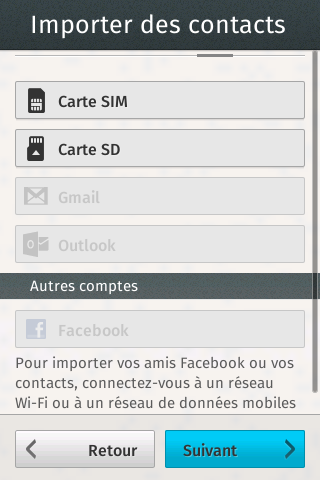 Importer des contacts
Carte SIM
Carte SD
Gmail
Outlook
Autres comptes
Facebook
Pour importer vos amis Facebook ou vos
contacts, connectez-vous à un réseau
Wi-Fi ou à un réseau de données mobiles
Retour
Suivant